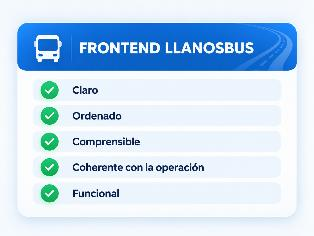 FRONTEND LLANOSBUS
Claro
Ordenado
Comprensible
Coherente con la operación
Funcional